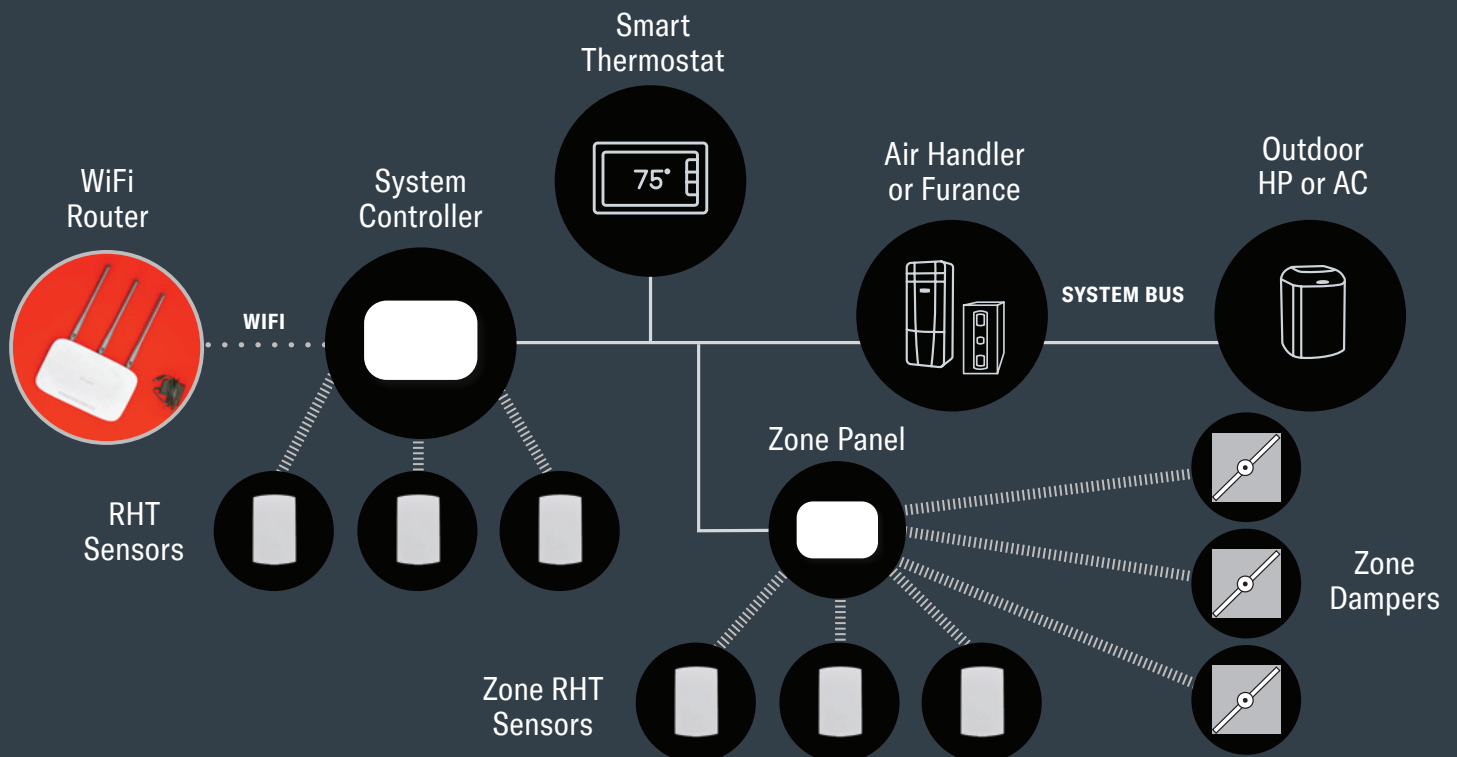 Smart
Thermostat
75°
WiFi
Router
System
Controller
Air Handler
or Furance
Outdoor
HP or AC
WIFI
SYSTEM BUS
Zone Panel
RHT
Sensors
Zone
Dampers
Zone RHT
Sensors